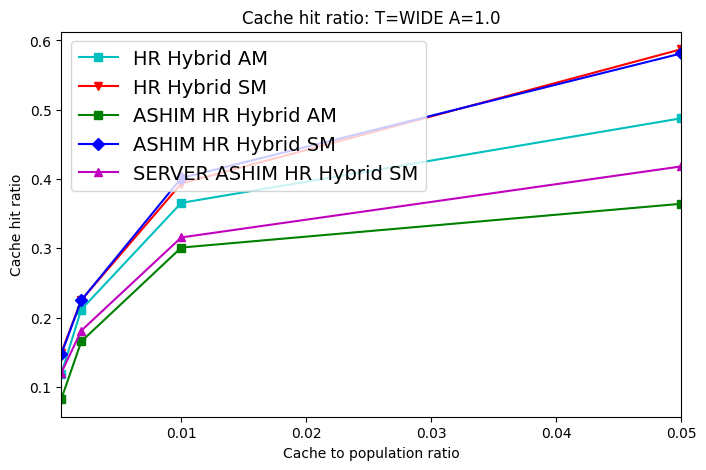 Cache hit ratio: T=WIDE A=1.0
HR Hybrid AM
HR Hybrid SM
ASHIM HR Hybrid AM
ASHIM HR Hybrid SM
SERVER ASHIM HR Hybrid SM
Cache hit ratio
0.6
0.5
0.4
0.3
0.2
0.1
0.01
0.02
0.03
0.04
0.05
Cache to population ratio